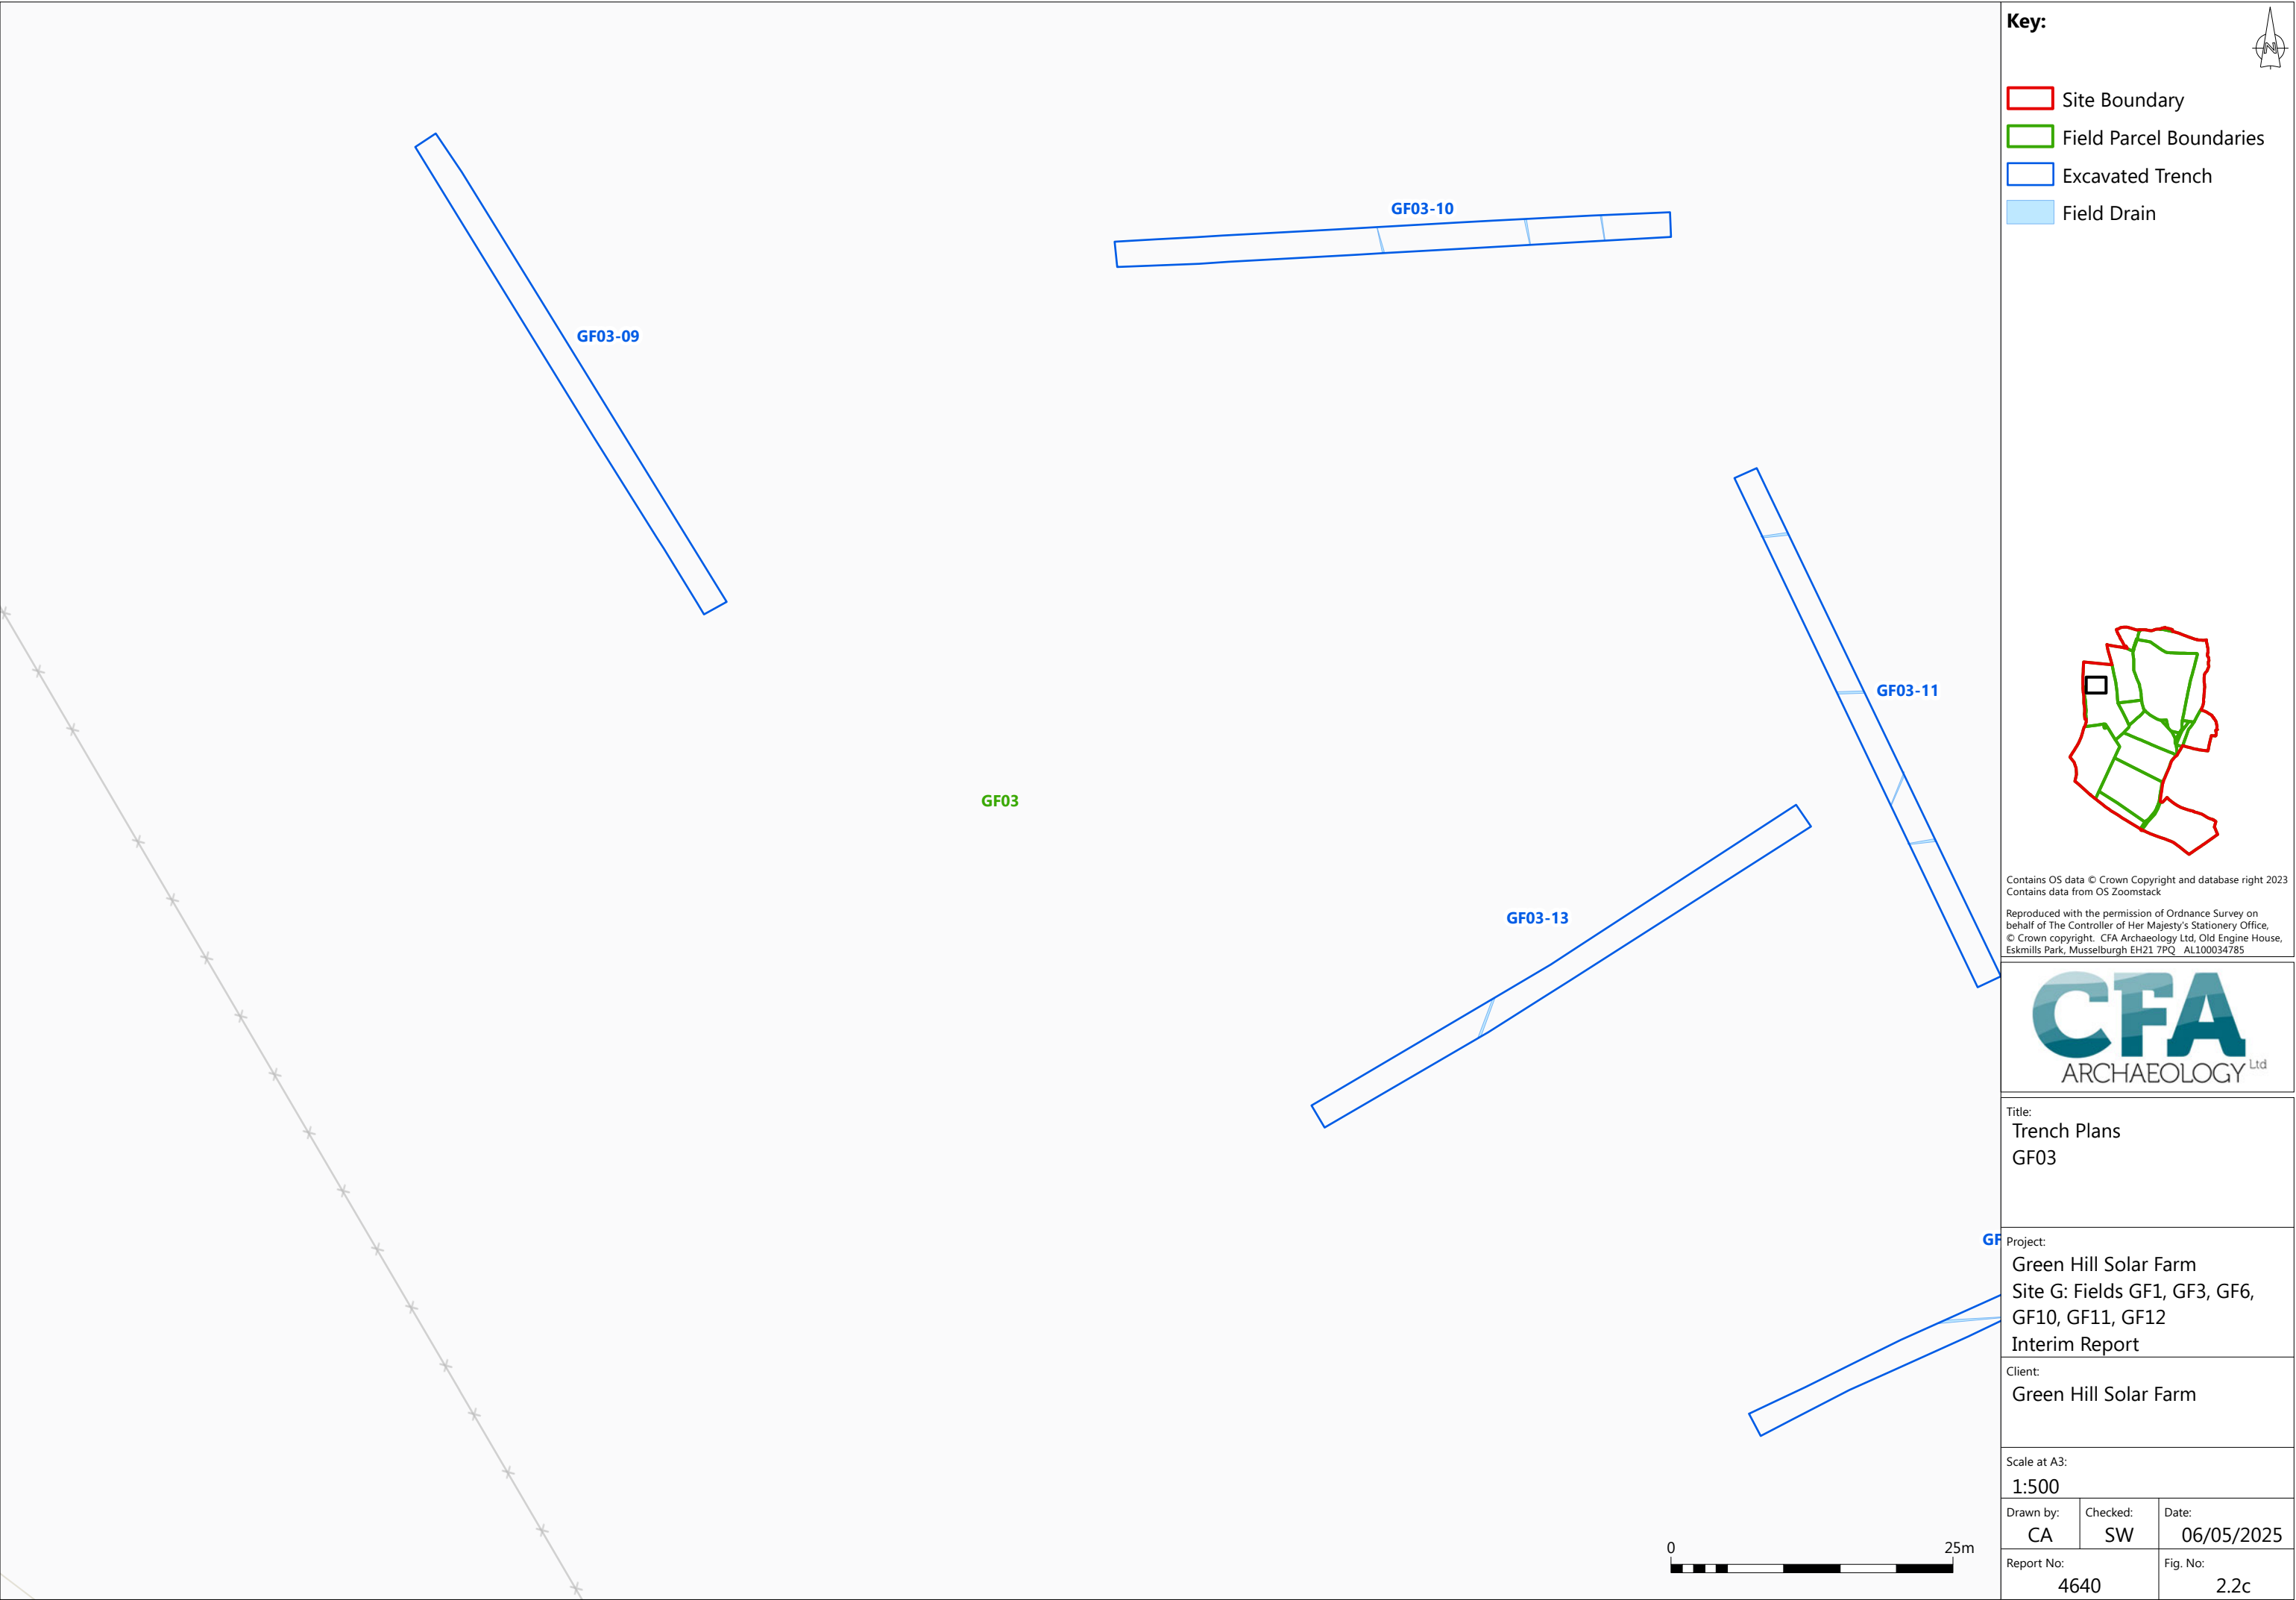 GF03-09
GF03-10
GF03-11
GF03
GF03-13
GF
0 25m
Key:
N
Site Boundary
Field Parcel Boundaries
Excavated Trench
Field Drain
Contains OS data © Crown Copyright and database right 2023
Contains data from OS Zoomstack
Reproduced with the permission of Ordnance Survey on
behalf of The Controller of Her Majesty's Stationery Office,
© Crown copyright. CFA Archaeology Ltd, Old Engine House,
Eskmills Park, Musselburgh EH21 7PQ AL100034785
CFA
ARCHAEOLOGY Ltd
Title:
Trench Plans
GF03
Project:
Green Hill Solar Farm
Site G: Fields GF1, GF3, GF6,
GF10, GF11, GF12
Interim Report
Client:
Green Hill Solar Farm
Scale at A3:
1:500
Drawn by: Checked: Date:
CA SW 06/05/2025
Report No: Fig. No:
4640 2.2c